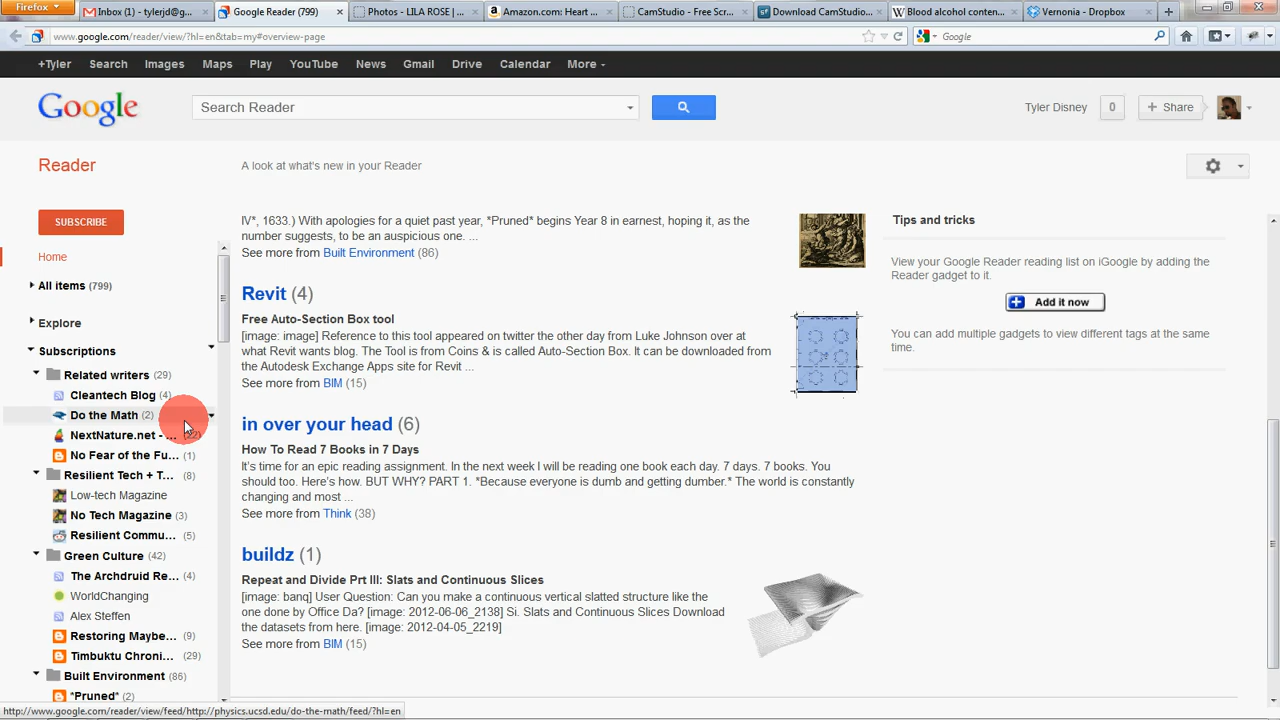 Firefox
Inbox (1) - tylerjd@g...
Google Reader (799)
Photos - LILA ROSE | ...
Amazon.com: Heart ...
CamStudio - Free Scr...
Download CamStudio...
Blood alcohol conten...
Vernonia - Dropbox
www.google.com/reader/view/?hl=en&tab=my#overview-page
Google
+Tyler Search Images Maps Play YouTube News Gmail Drive Calendar More
Google
Search Reader
Tyler Disney
0
+ Share
Reader
A look at what's new in your Reader
SUBSCRIBE
Home
All items (799)
Explore
Subscriptions
Related writers (29)
Cleantech Blog (4)
Do the Math (2)
NextNature.net - ... (22)
No Fear of the Fu... (1)
Resilient Tech + T... (8)
Low-tech Magazine
No Tech Magazine (3)
Resilient Commu... (5)
Green Culture (42)
The Archdruid Re... (4)
WorldChanging
Alex Steffen
Restoring Maybe... (9)
Timbuktu Chroni... (29)
Built Environment (86)
*Pruned* (2)
IV*, 1633.) With apologies for a quiet past year, *Pruned* begins Year 8 in earnest, hoping it, as the
number suggests, to be an auspicious one. ...
See more from Built Environment (86)
Revit (4)
Free Auto-Section Box tool
[image: image] Reference to this tool appeared on twitter the other day from Luke Johnson over at
what Revit wants blog. The Tool is from Coins & is called Auto-Section Box. It can be downloaded from
the Autodesk Exchange Apps site for Revit ...
See more from BIM (15)
in over your head (6)
How To Read 7 Books in 7 Days
It's time for an epic reading assignment. In the next week I will be reading one book each day. 7 days. 7 books. You
should too. Here's how. BUT WHY? PART 1. *Because everyone is dumb and getting dumber.* The world is constantly
changing and most ...
See more from Think (38)
buildz (1)
Repeat and Divide Prt III: Slats and Continuous Slices
[image: banq] User Question: Can you make a continuous vertical slatted structure like the
one done by Office Da? [image: 2012-06-06_2138] Si. Slats and Continuous Slices Download
the datasets from here. [image: 2012-04-05_2219]
See more from BIM (15)
Tips and tricks
View your Google Reader reading list on iGoogle by adding the
Reader gadget to it.
Add it now
You can add multiple gadgets to view different tags at the same
time.
http://www.google.com/reader/view/feed/http://physics.ucsd.edu/do-the-math/feed/?hl=en